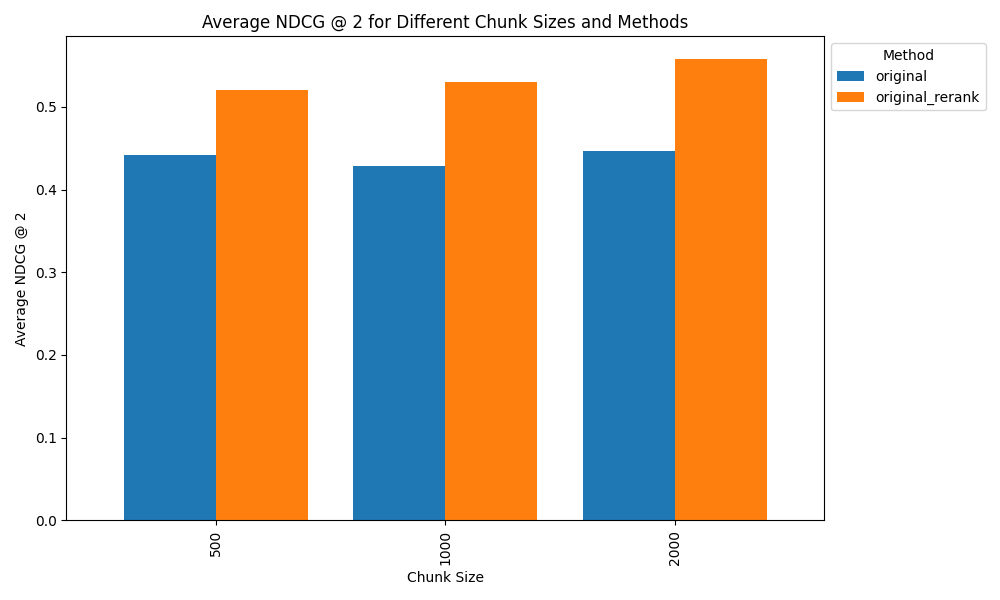 Average NDCG @ 2 for Different Chunk Sizes and Methods
Method
original
original_rerank
Average NDCG @ 2
0.5
0.4
0.3
0.2
0.1
0.0
500
1000
2000
Chunk Size